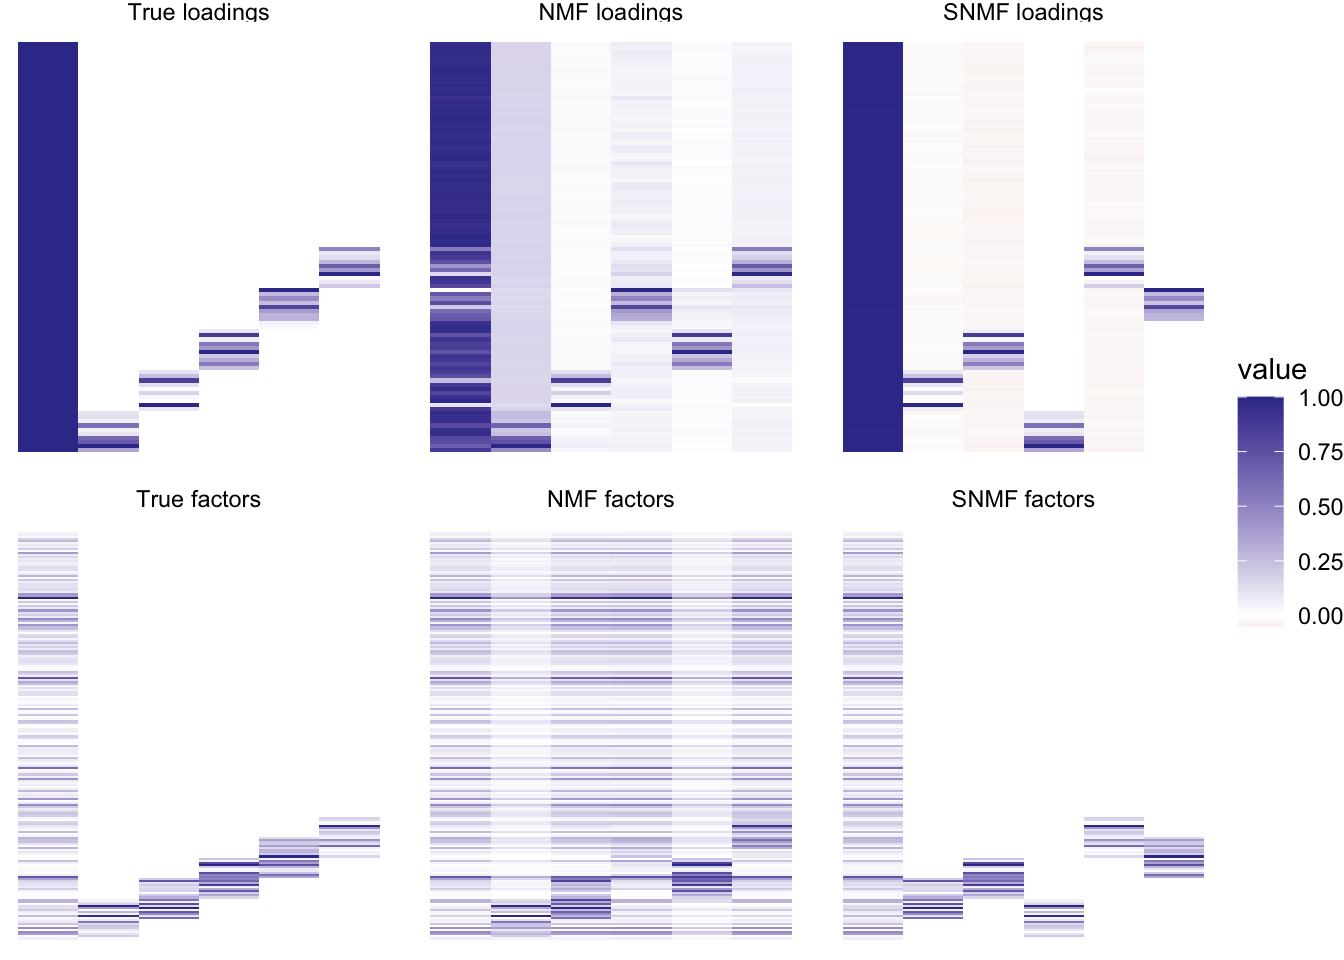 True loadings
NMF loadings
SNMF loadings
value
1.00
0.75
0.50
0.25
0.00
True factors
NMF factors
SNMF factors